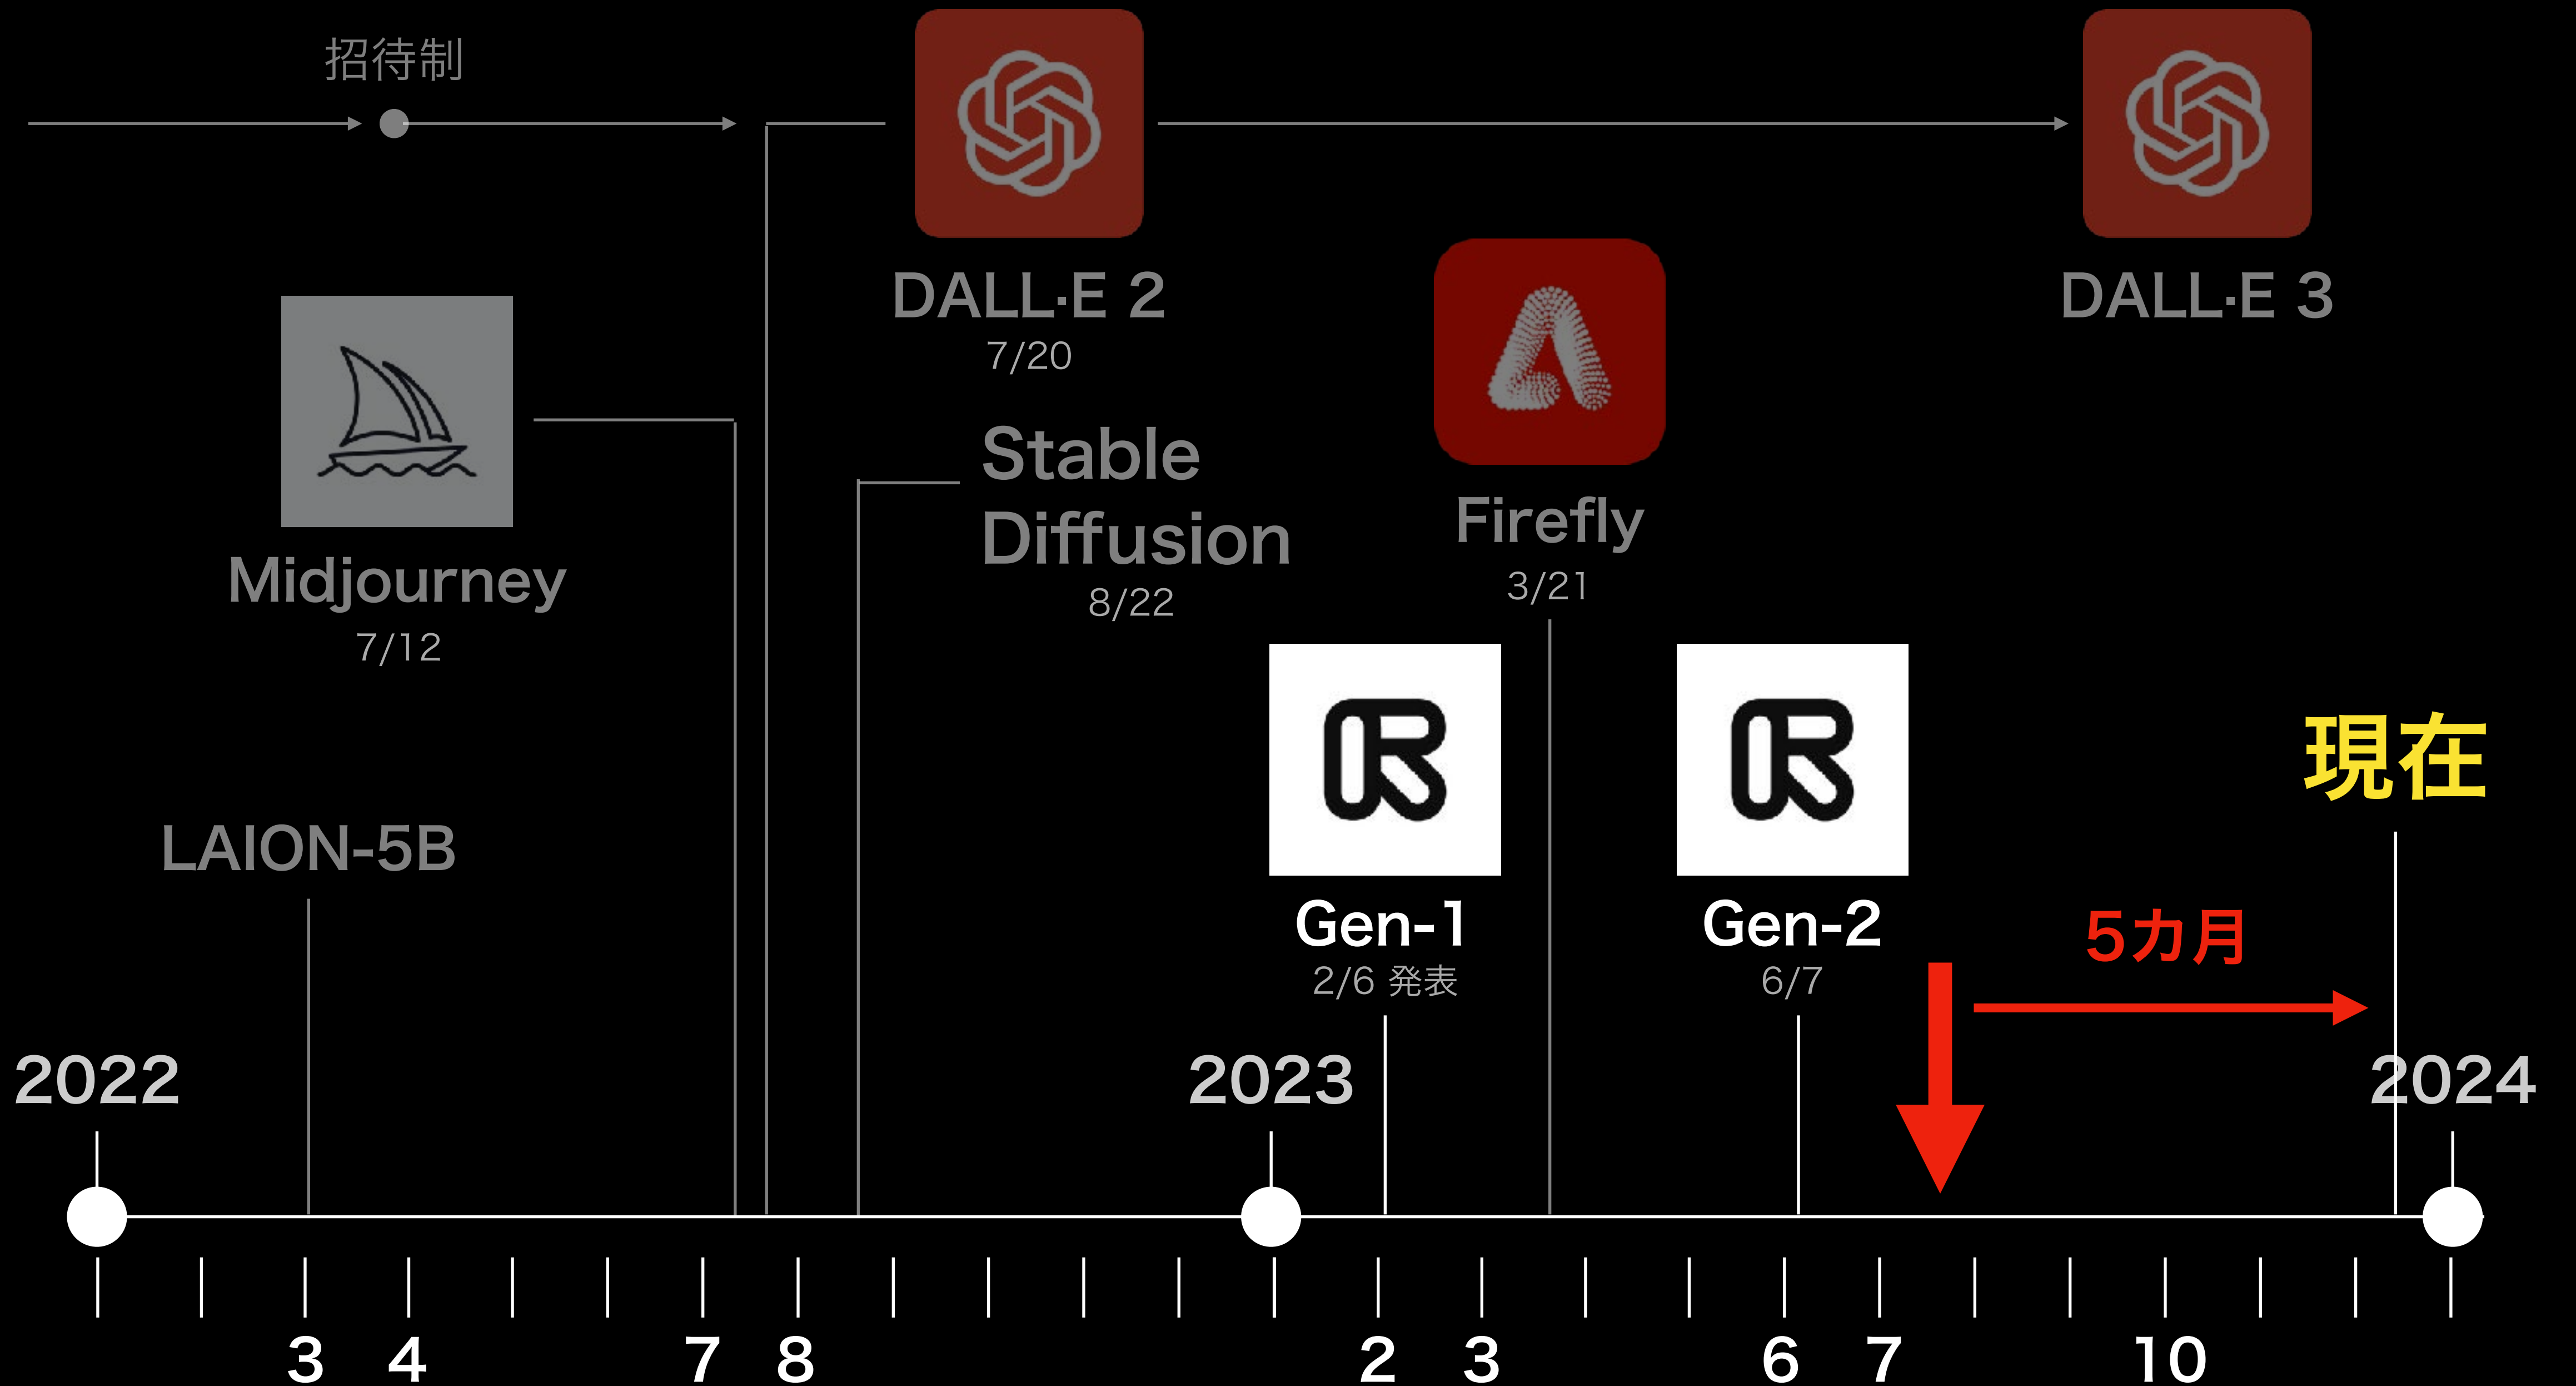 招待制
DALL·E 2
7/20
DALL·E 3
Midjourney
7/12
Stable
Diffusion
8/22
Firefly
3/21
LAION-5B
Gen-1
2/6 発表
Gen-2
6/7
現在
5カ月
2022
2023
2024
3 4 7 8 2 3 6 7 10